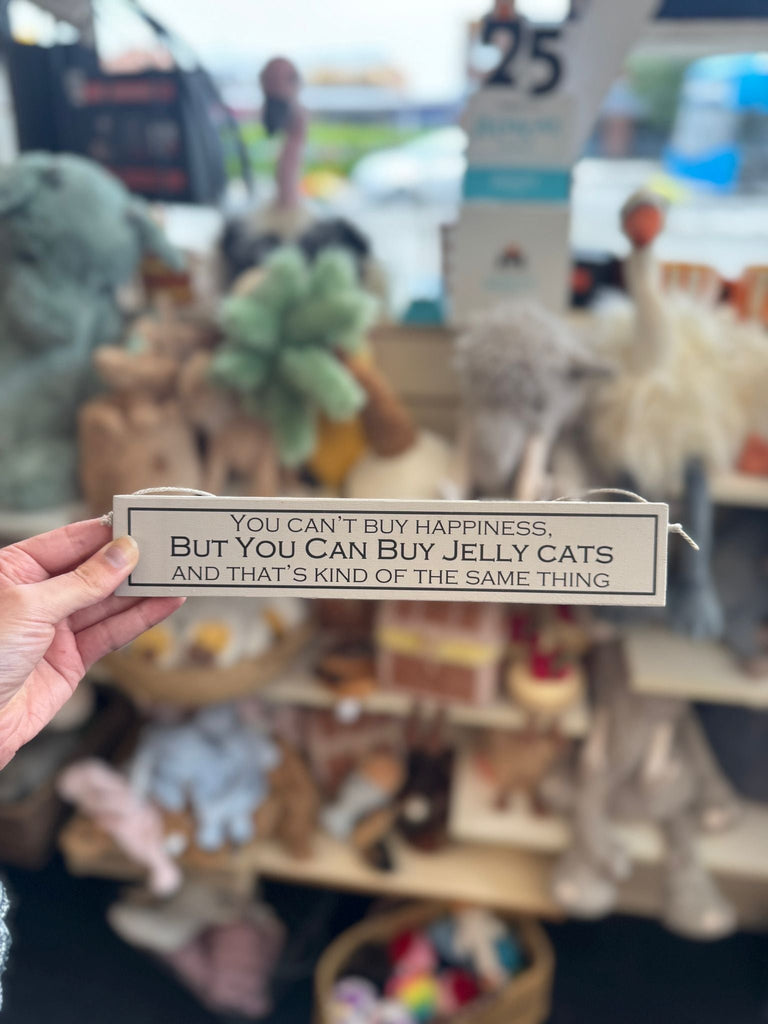 25
YOU CAN'T BUY HAPPINESS,
BUT YOU CAN BUY JELLY CATS
AND THAT'S KIND OF THE SAME THING